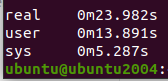 real    0m23.982s
user    0m13.891s
sys     0m5.287s
ubuntu@ubuntu2004: